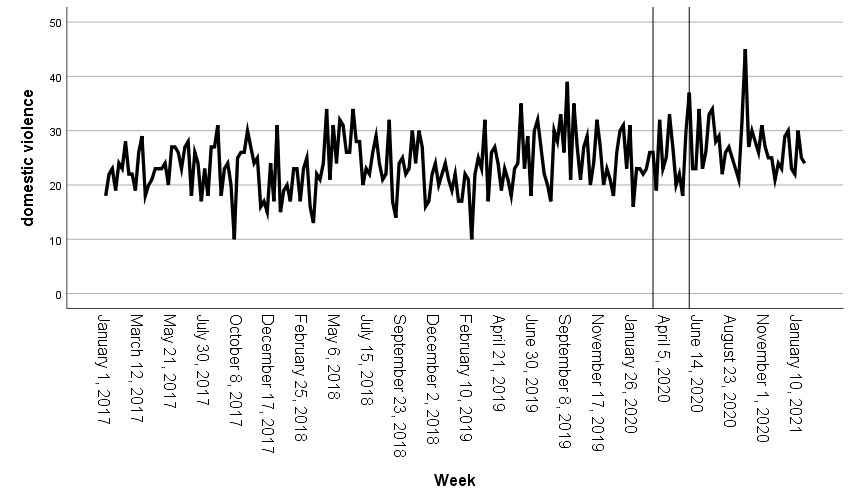 50
40
30
20
10
0
domestic violence
January 1, 2017
March 12, 2017
May 21, 2017
July 30, 2017
October 8, 2017
December 17, 2017
February 25, 2018
May 6, 2018
July 15, 2018
September 23, 2018
December 2, 2018
February 10, 2019
April 21, 2019
June 30, 2019
September 8, 2019
November 17, 2019
January 26, 2020
April 5, 2020
June 14, 2020
August 23, 2020
November 1, 2020
January 10, 2021
Week